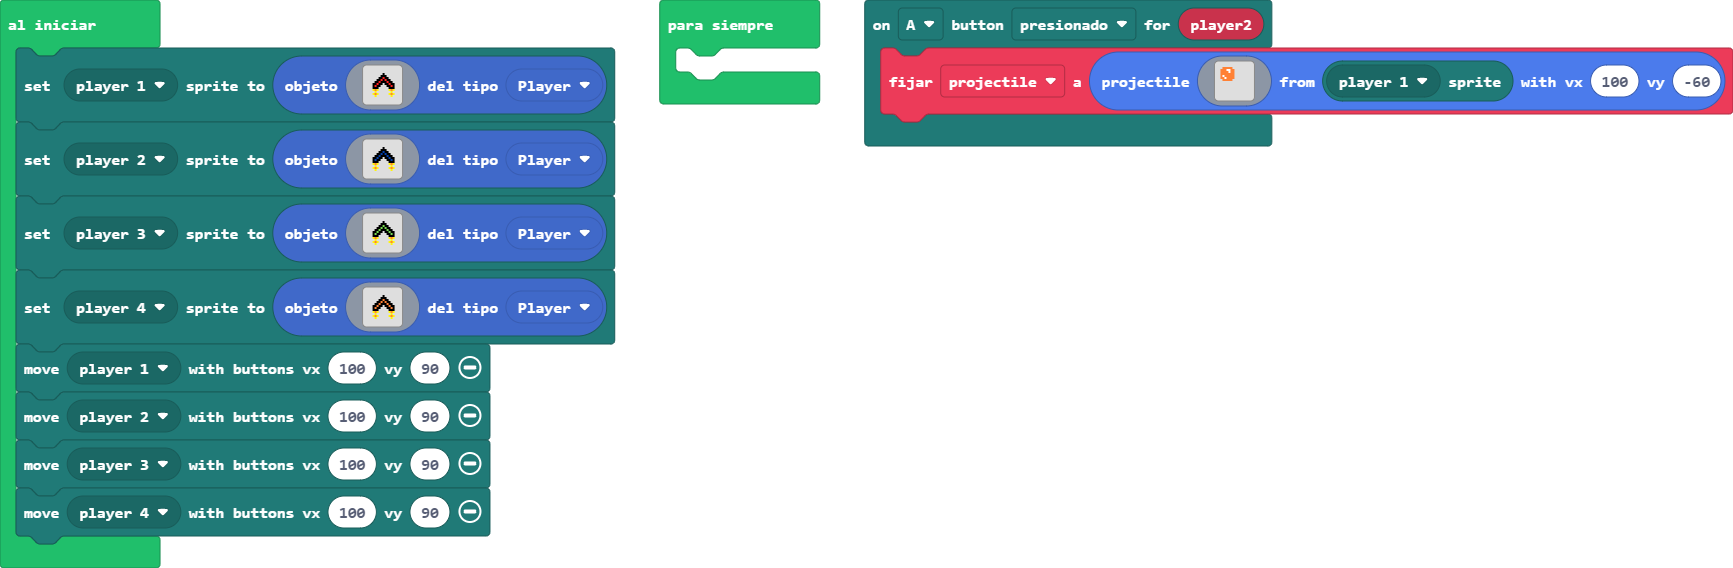 al iniciar
set player 1 sprite to objeto del tipo Player
set player 2 sprite to objeto del tipo Player
set player 3 sprite to objeto del tipo Player
set player 4 sprite to objeto del tipo Player
move player 1 with buttons vx 100 vy 90
move player 2 with buttons vx 100 vy 90
move player 3 with buttons vx 100 vy 90
move player 4 with buttons vx 100 vy 90
para siempre
on A button presionado for player2
fijar projectile a projectile from player 1 sprite with vx 100 vy -60